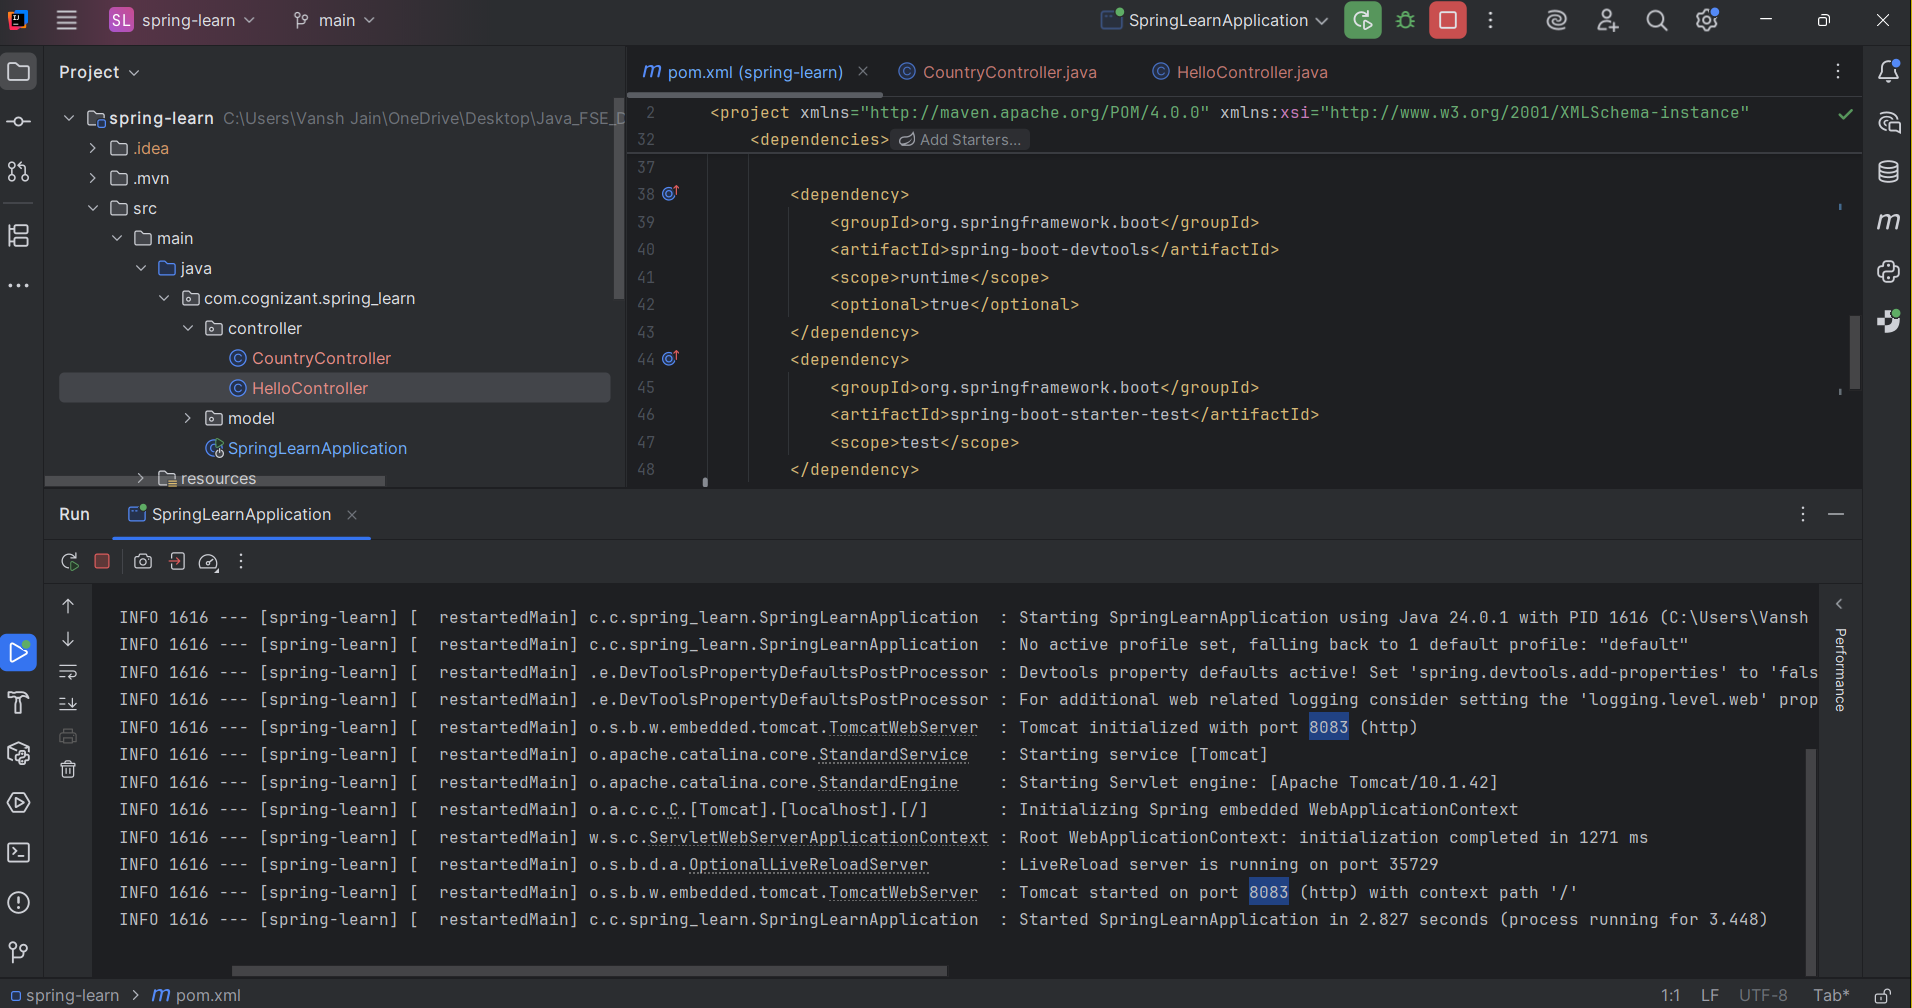 SL spring-learn main SpringLearnApplication
Project
spring-learn C:\Users\Vansh Jain\OneDrive\Desktop\Java_FSE_D
.idea
.mvn
src
main
java
com.cognizant.spring_learn
controller
CountryController
HelloController
model
SpringLearnApplication
resources
m pom.xml (spring-learn) CountryController.java HelloController.java
2 <project xmlns="http://maven.apache.org/POM/4.0.0" xmlns:xsi="http://www.w3.org/2001/XMLSchema-instance"
32 <dependencies> Add Starters...
37
38 <dependency>
39 <groupId>org.springframework.boot</groupId>
40 <artifactId>spring-boot-devtools</artifactId>
41 <scope>runtime</scope>
42 <optional>true</optional>
43 </dependency>
44 <dependency>
45 <groupId>org.springframework.boot</groupId>
46 <artifactId>spring-boot-starter-test</artifactId>
47 <scope>test</scope>
48 </dependency>
Run SpringLearnApplication
INFO 1616 --- [spring-learn] [  restartedMain] c.c.spring_learn.SpringLearnApplication  : Starting SpringLearnApplication using Java 24.0.1 with PID 1616 (C:\Users\Vansh
INFO 1616 --- [spring-learn] [  restartedMain] c.c.spring_learn.SpringLearnApplication  : No active profile set, falling back to 1 default profile: "default"
INFO 1616 --- [spring-learn] [  restartedMain] .e.DevToolsPropertyDefaultsPostProcessor : Devtools property defaults active! Set 'spring.devtools.add-properties' to 'fals
INFO 1616 --- [spring-learn] [  restartedMain] .e.DevToolsPropertyDefaultsPostProcessor : For additional web related logging consider setting the 'logging.level.web' prop
INFO 1616 --- [spring-learn] [  restartedMain] o.s.b.w.embedded.tomcat.TomcatWebServer  : Tomcat initialized with port 8083 (http)
INFO 1616 --- [spring-learn] [  restartedMain] o.apache.catalina.core.StandardService   : Starting service [Tomcat]
INFO 1616 --- [spring-learn] [  restartedMain] o.apache.catalina.core.StandardEngine    : Starting Servlet engine: [Apache Tomcat/10.1.42]
INFO 1616 --- [spring-learn] [  restartedMain] o.a.c.c.C.[Tomcat].[localhost].[/]       : Initializing Spring embedded WebApplicationContext
INFO 1616 --- [spring-learn] [  restartedMain] w.s.c.ServletWebServerApplicationContext : Root WebApplicationContext: initialization completed in 1271 ms
INFO 1616 --- [spring-learn] [  restartedMain] o.s.b.d.a.OptionalLiveReloadServer       : LiveReload server is running on port 35729
INFO 1616 --- [spring-learn] [  restartedMain] o.s.b.w.embedded.tomcat.TomcatWebServer  : Tomcat started on port 8083 (http) with context path '/'
INFO 1616 --- [spring-learn] [  restartedMain] c.c.spring_learn.SpringLearnApplication  : Started SpringLearnApplication in 2.827 seconds (process running for 3.448)
Performance
spring-learn > m pom.xml 1:1 LF UTF-8 Tab*